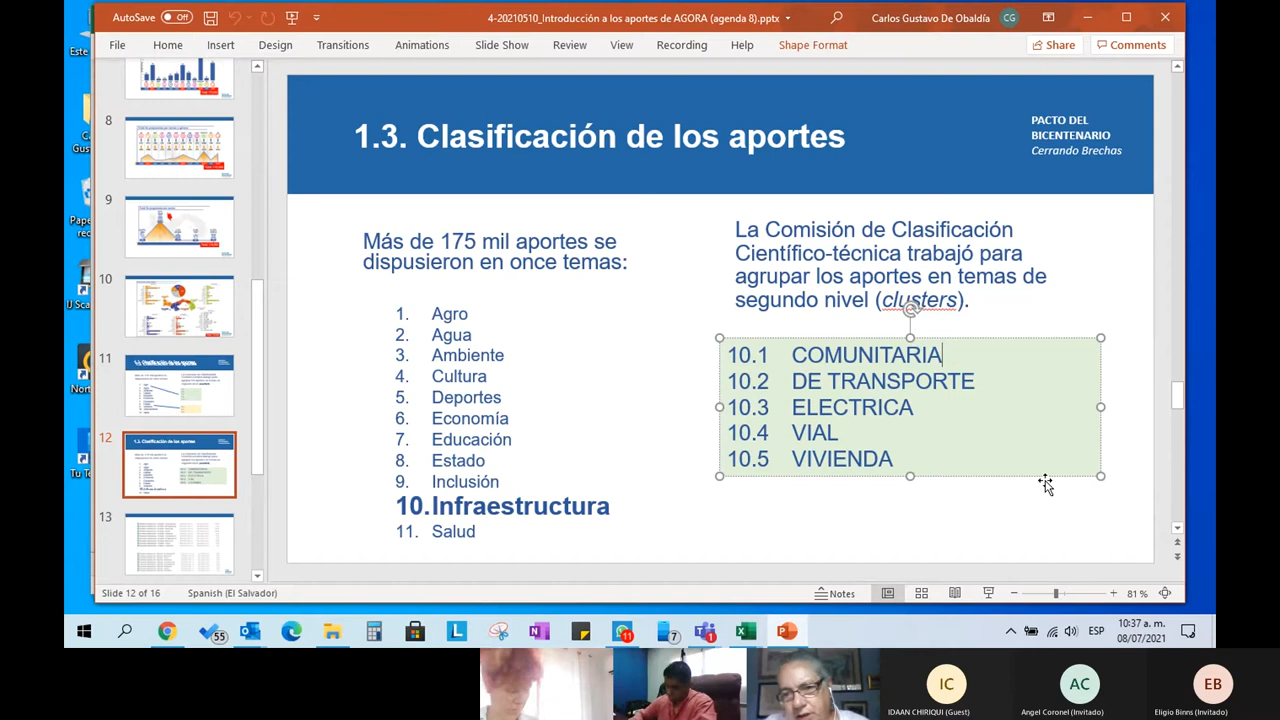 AutoSave Off 4-20210510_Introducción a los aportes de AGORA (agenda 8).pptx Carlos Gustavo De Obaldía CG
File Home Insert Design Transitions Animations Slide Show Review View Recording Help Shape Format Share Comments
8
9
10
11
12
13
1.3. Clasificación de los aportes
PACTO DEL
BICENTENARIO
Cerrando Brechas
Más de 175 mil aportes se
dispusieron en once temas:
1. Agro
2. Agua
3. Ambiente
4. Cultura
5. Deportes
6. Economía
7. Educación
8. Estado
9. Inclusión
10. Infraestructura
11. Salud
La Comisión de Clasificación
Científico-técnica trabajó para
agrupar los aportes en temas de
segundo nivel (clusters).
10.1 COMUNITARIA
10.2 DE TRANSPORTE
10.3 ELECTRICA
10.4 VIAL
10.5 VIVIENDA
Slide 12 of 16 Spanish (El Salvador) Notes 81 %
55 11 7 1 ESP 10:37 a. m.
08/07/2021
IC AC EB
IDAAN CHIRIQUI (Guest) Angel Coronel (Invitado) Eligio Binns (Invitado)